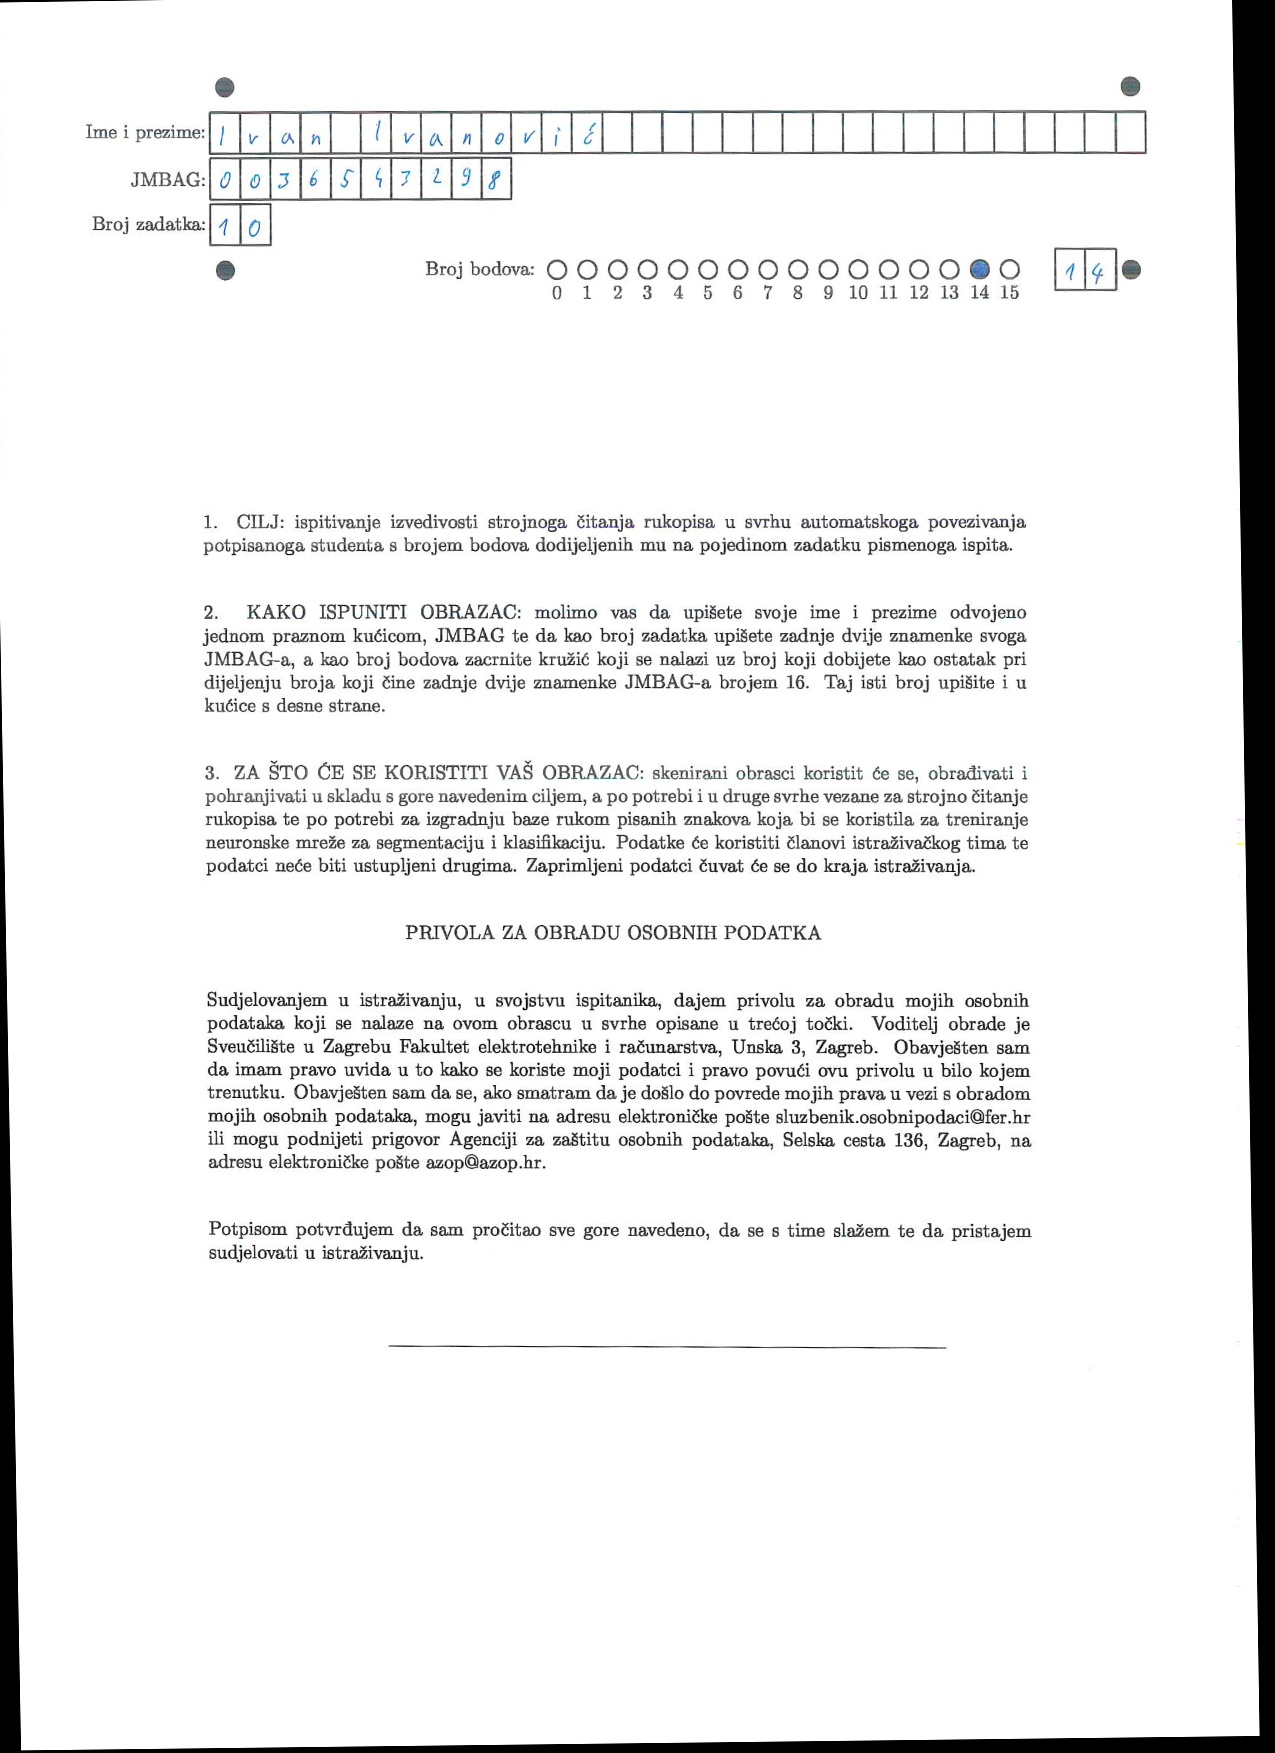 Ime i prezime: Ivan Ivanović
JMBAG: 0036543298
Broj zadatka: 10
Broj bodova: 14
0 1 2 3 4 5 6 7 8 9 10 11 12 13 14 15
1. CILJ: ispitivanje izvedivosti strojnoga čitanja rukopisa u svrhu automatskoga povezivanja
potpisanoga studenta s brojem bodova dodijeljenih mu na pojedinom zadatku pismenoga ispita.
2. KAKO ISPUNITI OBRAZAC: molimo vas da upišete svoje ime i prezime odvojeno
jednom praznom kućicom, JMBAG te da kao broj zadatka upišete zadnje dvije znamenke svoga
JMBAG-a, a kao broj bodova zacrnite kružić koji se nalazi uz broj koji dobijete kao ostatak pri
dijeljenju broja koji čine zadnje dvije znamenke JMBAG-a brojem 16. Taj isti broj upišite i u
kućice s desne strane.
3. ZA ŠTO ĆE SE KORISTITI VAŠ OBRAZAC: skenirani obrasci koristit će se, obrađivati i
pohranjivati u skladu s gore navedenim ciljem, a po potrebi i u druge svrhe vezane za strojno čitanje
rukopisa te po potrebi za izgradnju baze rukom pisanih znakova koja bi se koristila za treniranje
neuronske mreže za segmentaciju i klasifikaciju. Podatke će koristiti članovi istraživačkog tima te
podatci neće biti ustupljeni drugima. Zaprimljeni podatci čuvat će se do kraja istraživanja.
PRIVOLA ZA OBRADU OSOBNIH PODATKA
Sudjelovanjem u istraživanju, u svojstvu ispitanika, dajem privolu za obradu mojih osobnih
podataka koji se nalaze na ovom obrascu u svrhe opisane u trećoj točki. Voditelj obrade je
Sveučilište u Zagrebu Fakultet elektrotehnike i računarstva, Unska 3, Zagreb. Obavješten sam
da imam pravo uvida u to kako se koriste moji podatci i pravo povući ovu privolu u bilo kojem
trenutku. Obavješten sam da se, ako smatram da je došlo do povrede mojih prava u vezi s obradom
mojih osobnih podataka, mogu javiti na adresu elektroničke pošte sluzbenik.osobnipodaci@fer.hr
ili mogu podnijeti prigovor Agenciji za zaštitu osobnih podataka, Selska cesta 136, Zagreb, na
adresu elektroničke pošte azop@azop.hr.
Potpisom potvrđujem da sam pročitao sve gore navedeno, da se s time slažem te da pristajem
sudjelovati u istraživanju.